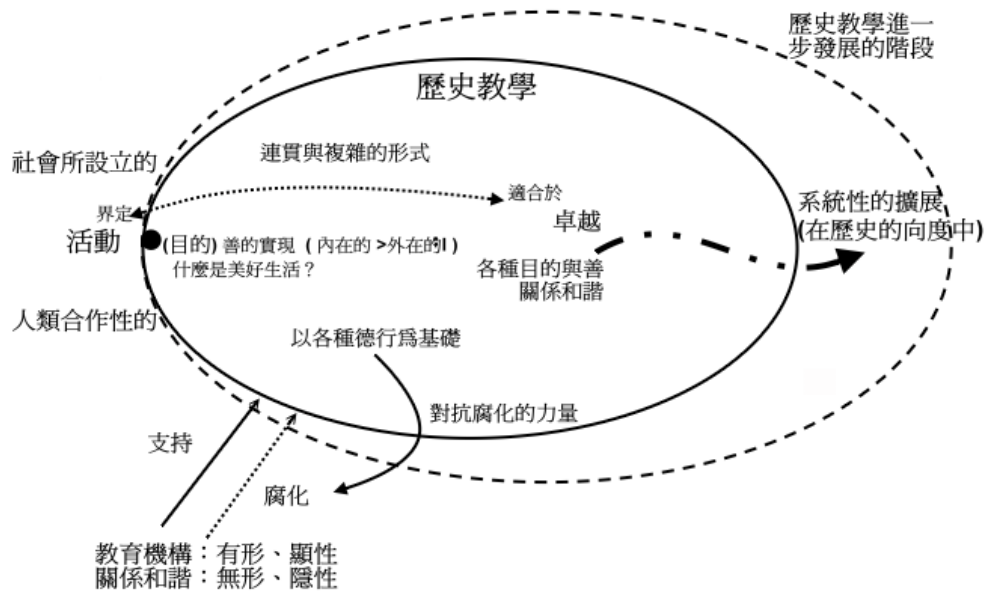 歷史教學進一
步發展的階段
歷史教學
社會所設立的
連貫與複雜的形式
適合於
界定
卓越
系統性的擴展
(在歷史的向度中)
活動
(目的) 善的實現 ( 內在的 >外在的 )
什麼是美好生活？
各種目的與善
關係和諧
人類合作性的
以各種德行爲基礎
對抗腐化的力量
支持
腐化
教育機構：有形、顯性
關係和諧：無形、隱性